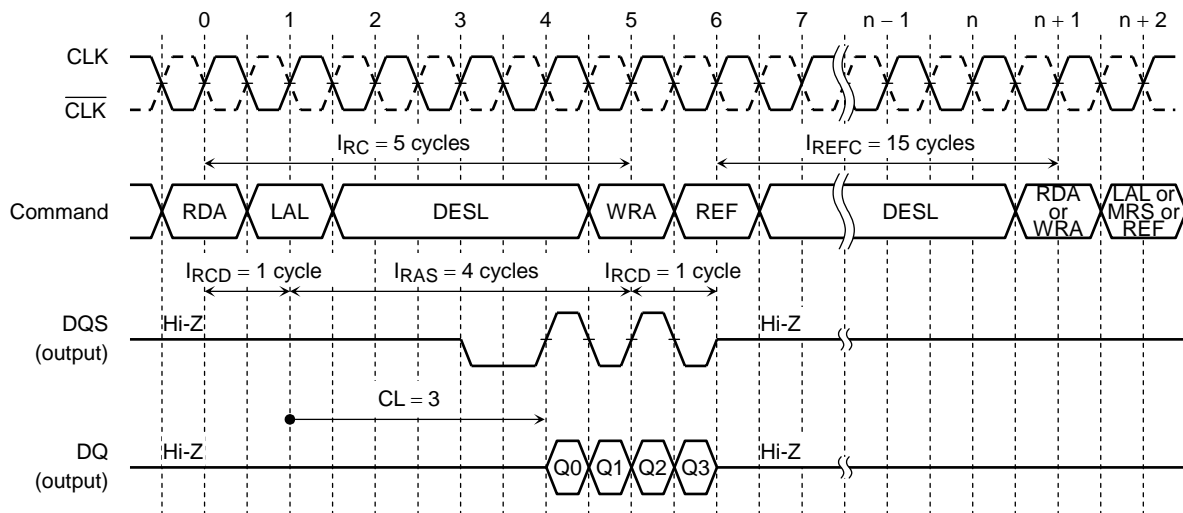 0 1 2 3 4 5 6 7 n − 1 n n + 1 n + 2
CLK
CLK
IRC = 5 cycles
IREFC = 15 cycles
Command
RDA
LAL
DESL
WRA
REF
DESL
RDA
or
WRA
LAL or
MRS or
REF
IRCD = 1 cycle
IRAS = 4 cycles
IRCD = 1 cycle
DQS
(output)
Hi-Z
Hi-Z
CL = 3
DQ
(output)
Hi-Z
Q0 Q1 Q2 Q3
Hi-Z